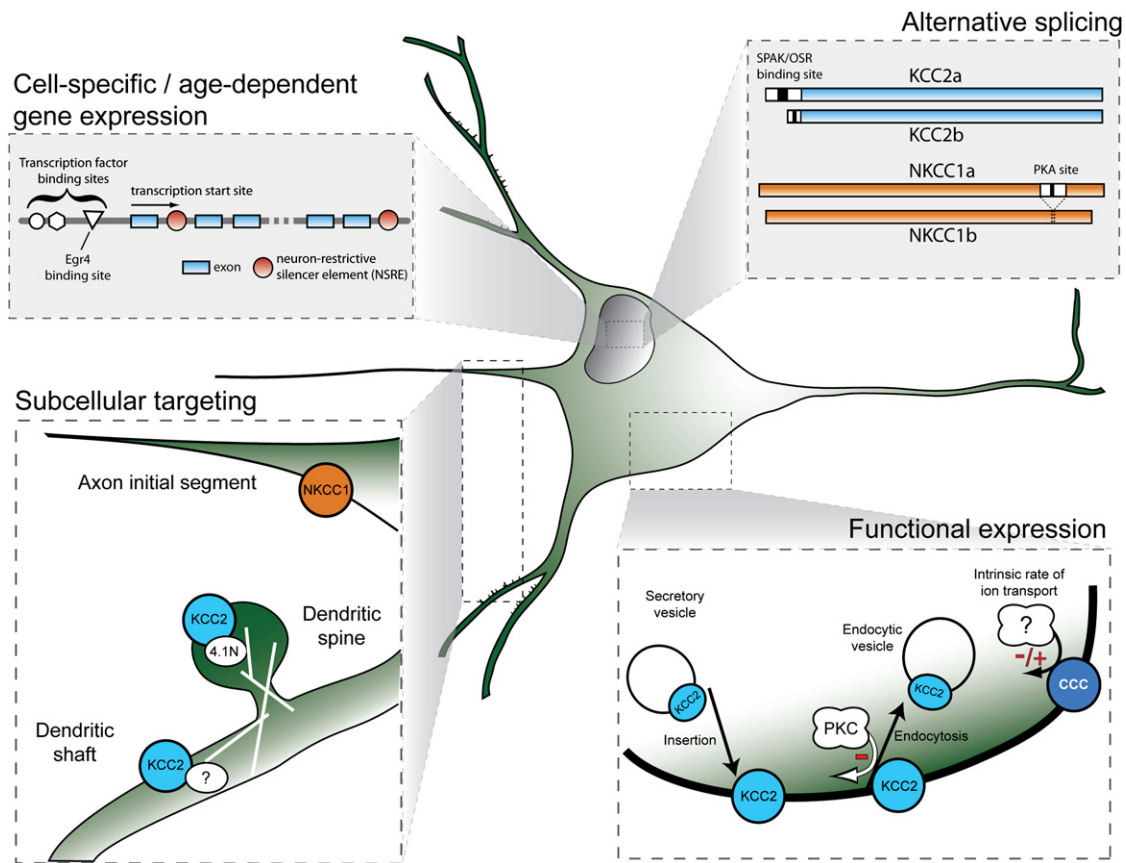 Alternative splicing
SPAK/OSR
binding site
KCC2a
KCC2b
NKCC1a
PKA site
NKCC1b
Cell-specific / age-dependent
gene expression
Transcription factor
binding sites
transcription start site
Egr4
binding site
exon
neuron-restrictive
silencer element (NSRE)
Subcellular targeting
Axon initial segment
NKCC1
KCC2
4.1N
Dendritic
spine
Dendritic
shaft
KCC2
?
Functional expression
Secretory
vesicle
KCC2
Insertion
KCC2
PKC
-
Endocytosis
KCC2
Endocytic
vesicle
KCC2
Intrinsic rate of
ion transport
?
-/+
CCC